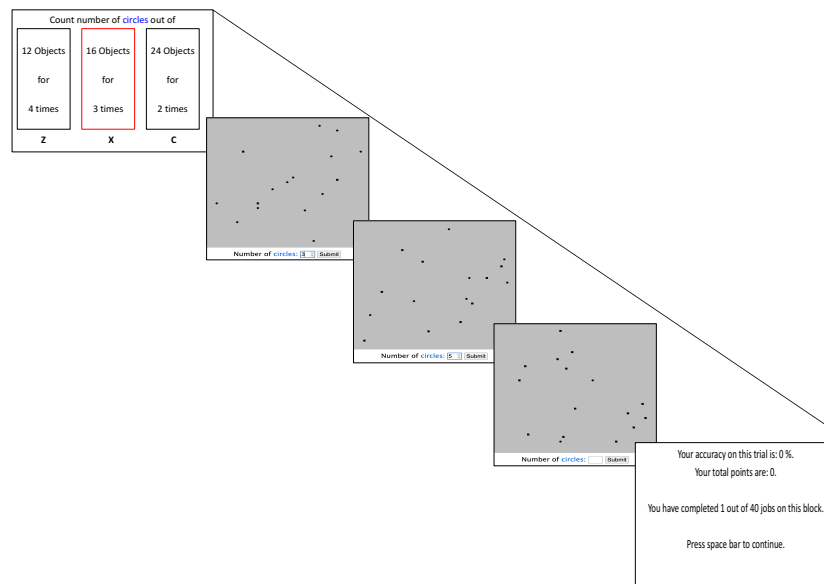 Count number of circles out of
12 Objects
for
4 times
16 Objects
for
3 times
24 Objects
for
2 times
Z
X
C
Number of circles: 3 Submit
Number of circles: 5 Submit
Number of circles: Submit
Your accuracy on this trial is: 0 %.
Your total points are: 0.
You have completed 1 out of 40 jobs on this block.
Press space bar to continue.